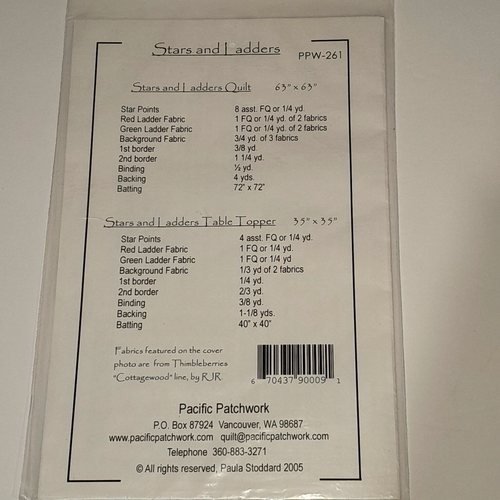 Stars and Ladders
PPW-261
Stars and Ladders Quilt 63" x 63"
Star Points 8 asst. FQ or 1/4 yd.
Red Ladder Fabric 1 FQ or 1/4 yd. of 2 fabrics
Green Ladder Fabric 1 FQ or 1/4 yd. of 2 fabrics
Background Fabric 3/4 yd. of 3 fabrics
1st border 3/8 yd.
2nd border 1 1/4 yd.
Binding ½ yd.
Backing 4 yds.
Batting 72" x 72"
Stars and Ladders Table Topper 35" x 35"
Star Points 4 asst. FQ or 1/4 yd.
Red Ladder Fabric 1 FQ or 1/4 yd.
Green Ladder Fabric 1 FQ or 1/4 yd
Background Fabric 1/3 yd of 2 fabrics
1st border 1/4 yd.
2nd border 2/3 yd.
Binding 3/8 yd.
Backing 1-1/8 yds.
Batting 40" x 40"
Fabrics featured on the cover
photo are from Thimbleberries
"Cottagewood" line, by RJR.
6 70437 90009 1
Pacific Patchwork
P.O. Box 87924 Vancouver, WA 98687
www.pacificpatchwork.com quilt@pacificpatchwork.com
Telephone 360-883-3271
© All rights reserved, Paula Stoddard 2005